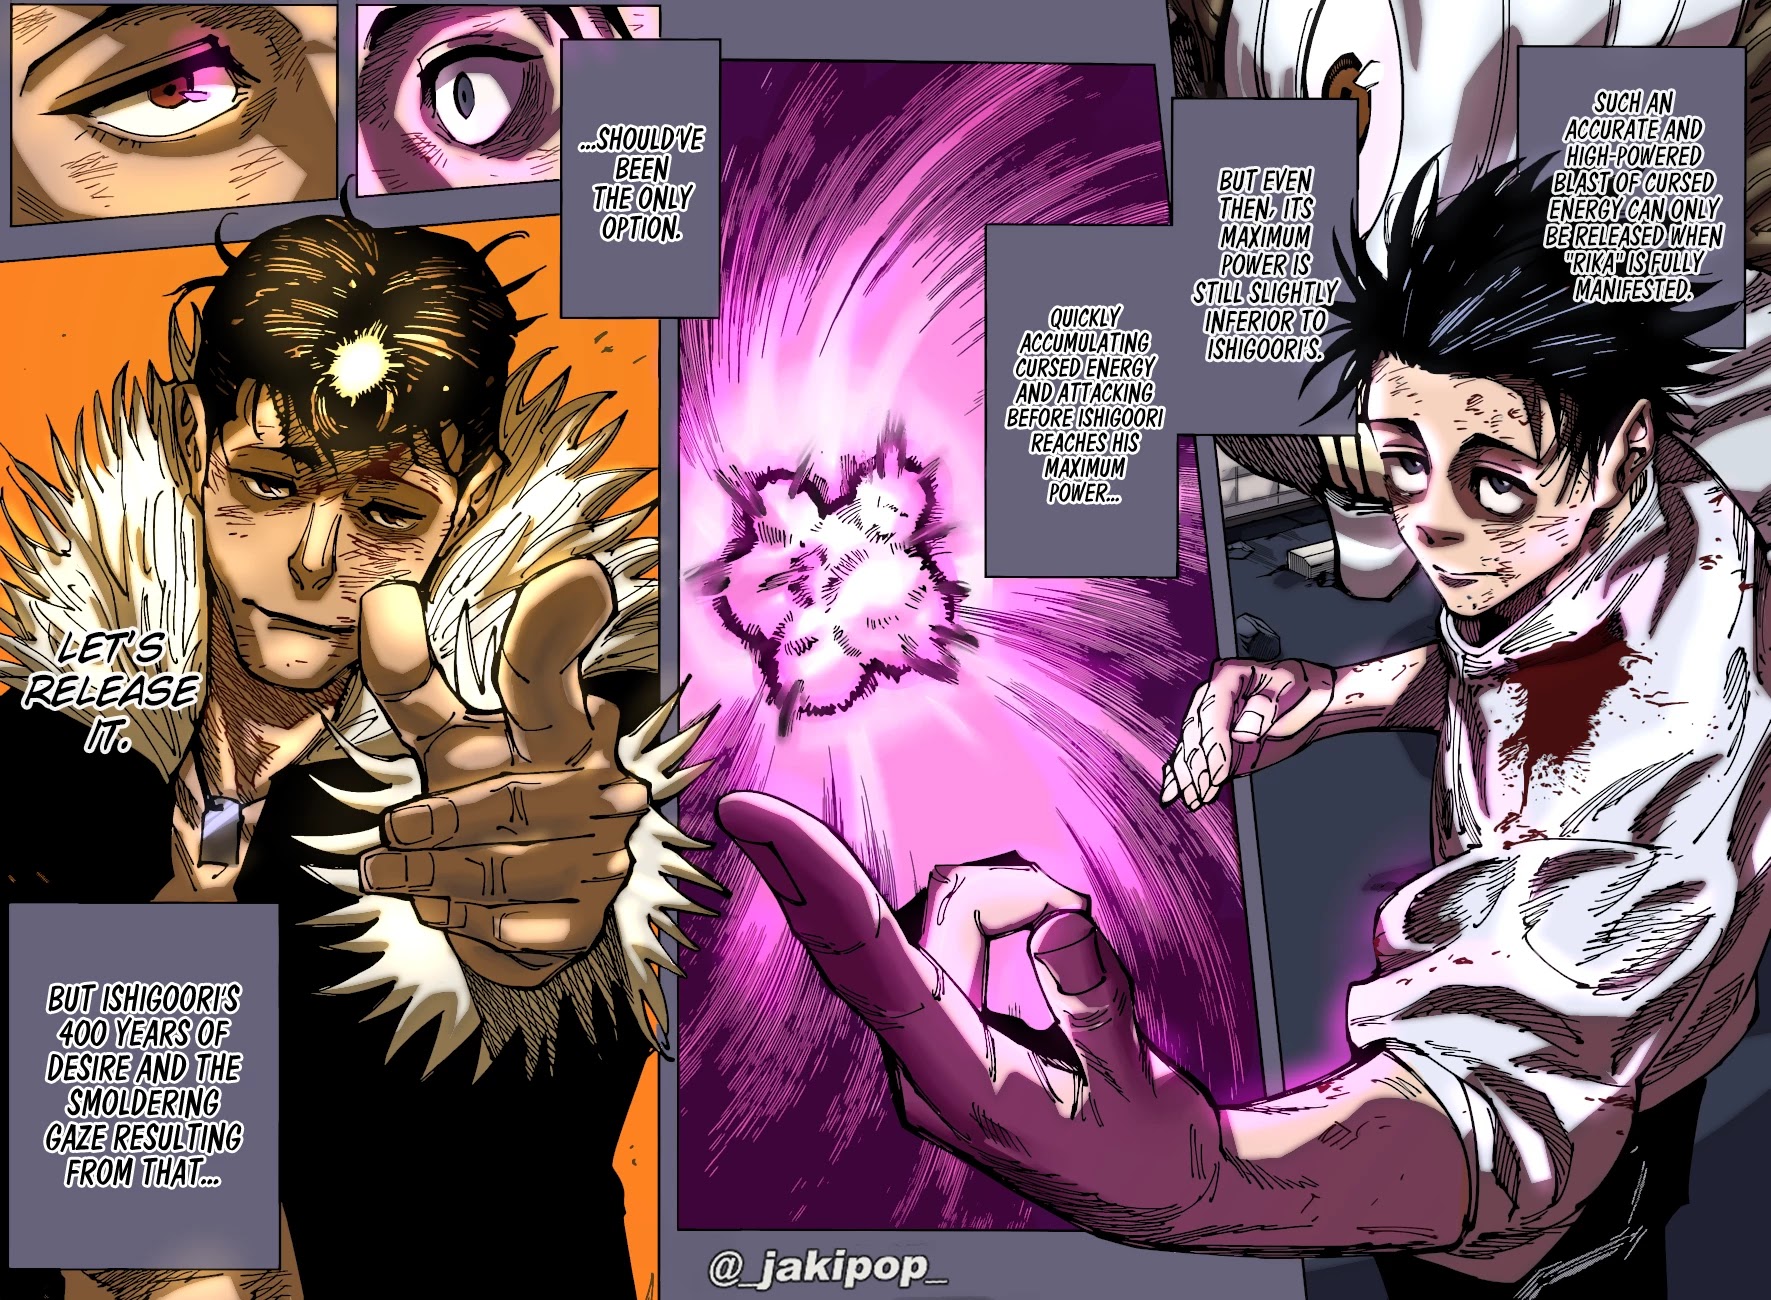 SUCH AN
ACCURATE AND
HIGH-POWERED
BLAST OF CURSED
ENERGY CAN ONLY
BE RELEASED WHEN
"RIKA" IS FULLY
MANIFESTED.
BUT EVEN
THEN, ITS
MAXIMUM
POWER IS
STILL SLIGHTLY
INFERIOR TO
ISHIGOORI'S.
QUICKLY
ACCUMULATING
CURSED ENERGY
AND ATTACKING
BEFORE ISHIGOORI
REACHES HIS
MAXIMUM
POWER...
...SHOULD'VE
BEEN
THE ONLY
OPTION.
LET'S
RELEASE
IT.
BUT ISHIGOORI'S
400 YEARS OF
DESIRE AND THE
SMOLDERING
GAZE RESULTING
FROM THAT...
@_jakipop_